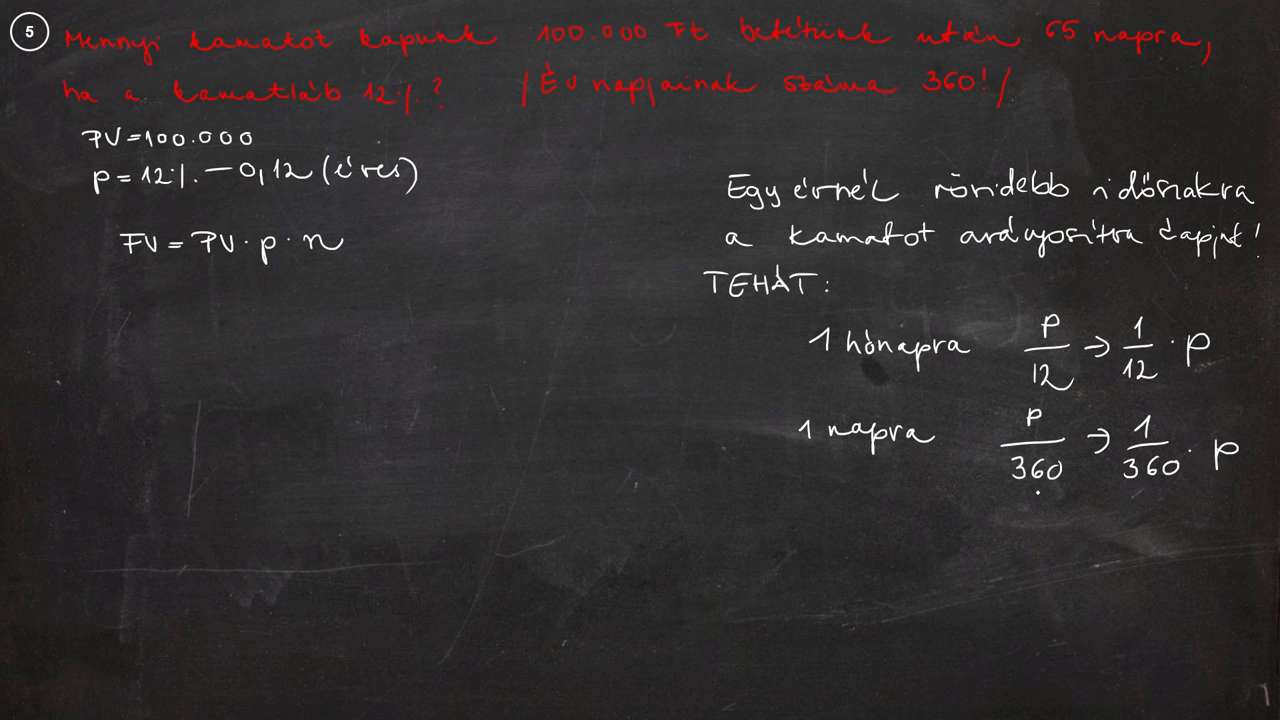 5
Mennyi kamatot kapunk 100.000 Ft betétünk után 65 napra,
ha a kamatláb 12%? /Év napjainak száma 360!/
PV=100.000
p=12%. — 0,12 (éves)
FV = PV · p · n
Egy évnél rövidebb időszakra
a kamatot arányosítva kapjuk!
TEHÁT:
1 hónapra p/12 → 1/12 · p
1 napra p/360 → 1/360 · p